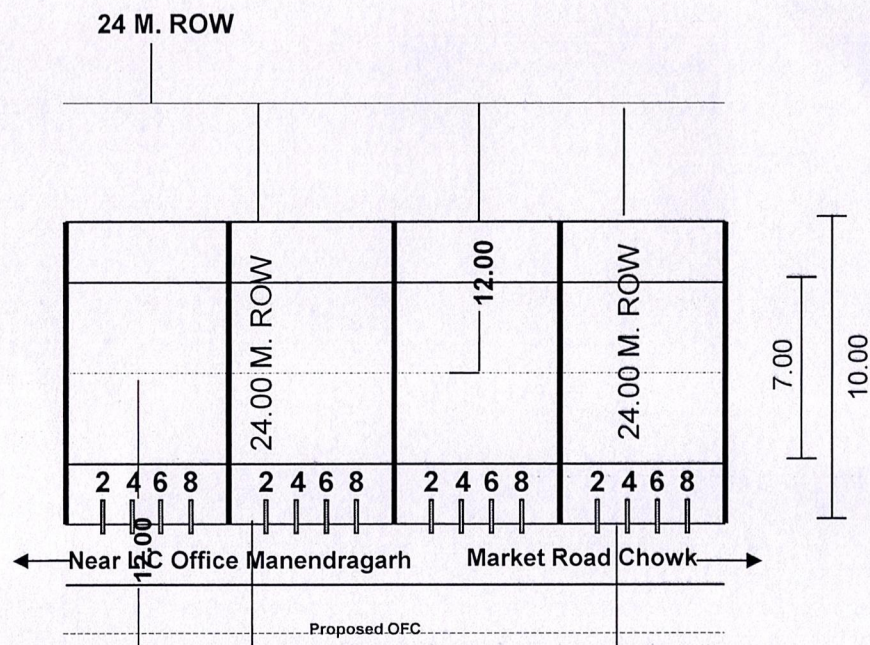 24 M. ROW
12.00
24.00 M. ROW
24.00 M. ROW
7.00
10.00
2 4 6 8 2 4 6 8 2 4 6 8 2 4 6 8
12.00
Near LIC Office Manendragarh
Market Road Chowk
Proposed OFC